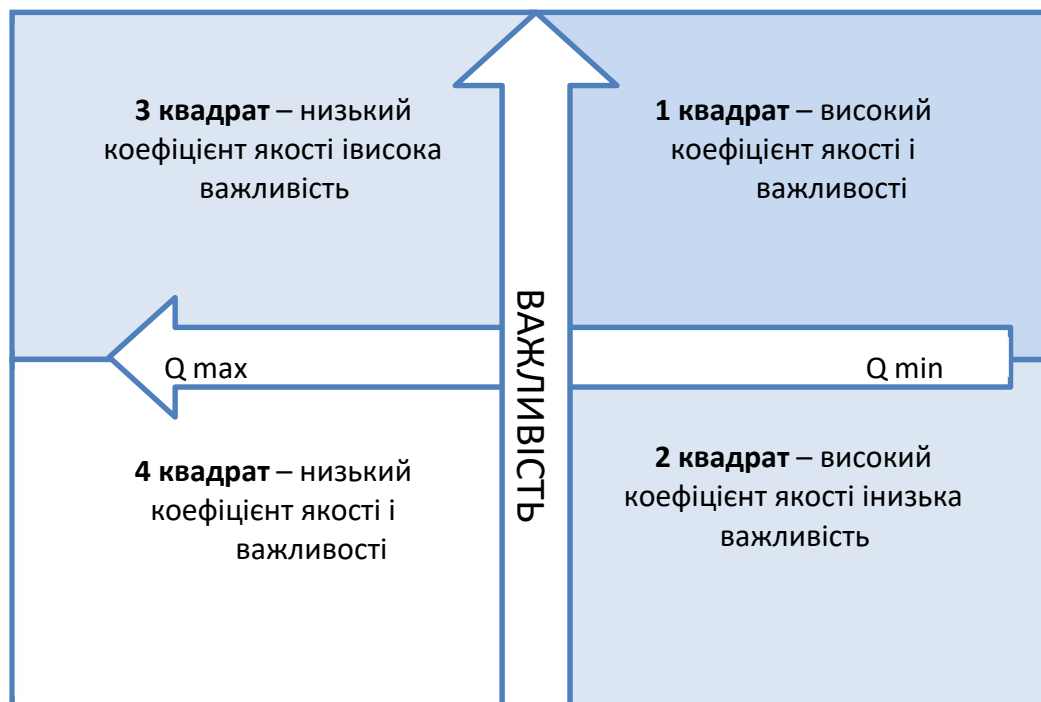 3 квадрат – низький
коефіцієнт якості івисока
важливість
1 квадрат – високий
коефіцієнт якості і
важливості
ВАЖЛИВІСТЬ
Q max
Q min
4 квадрат – низький
коефіцієнт якості і
важливості
2 квадрат – високий
коефіцієнт якості інизька
важливість